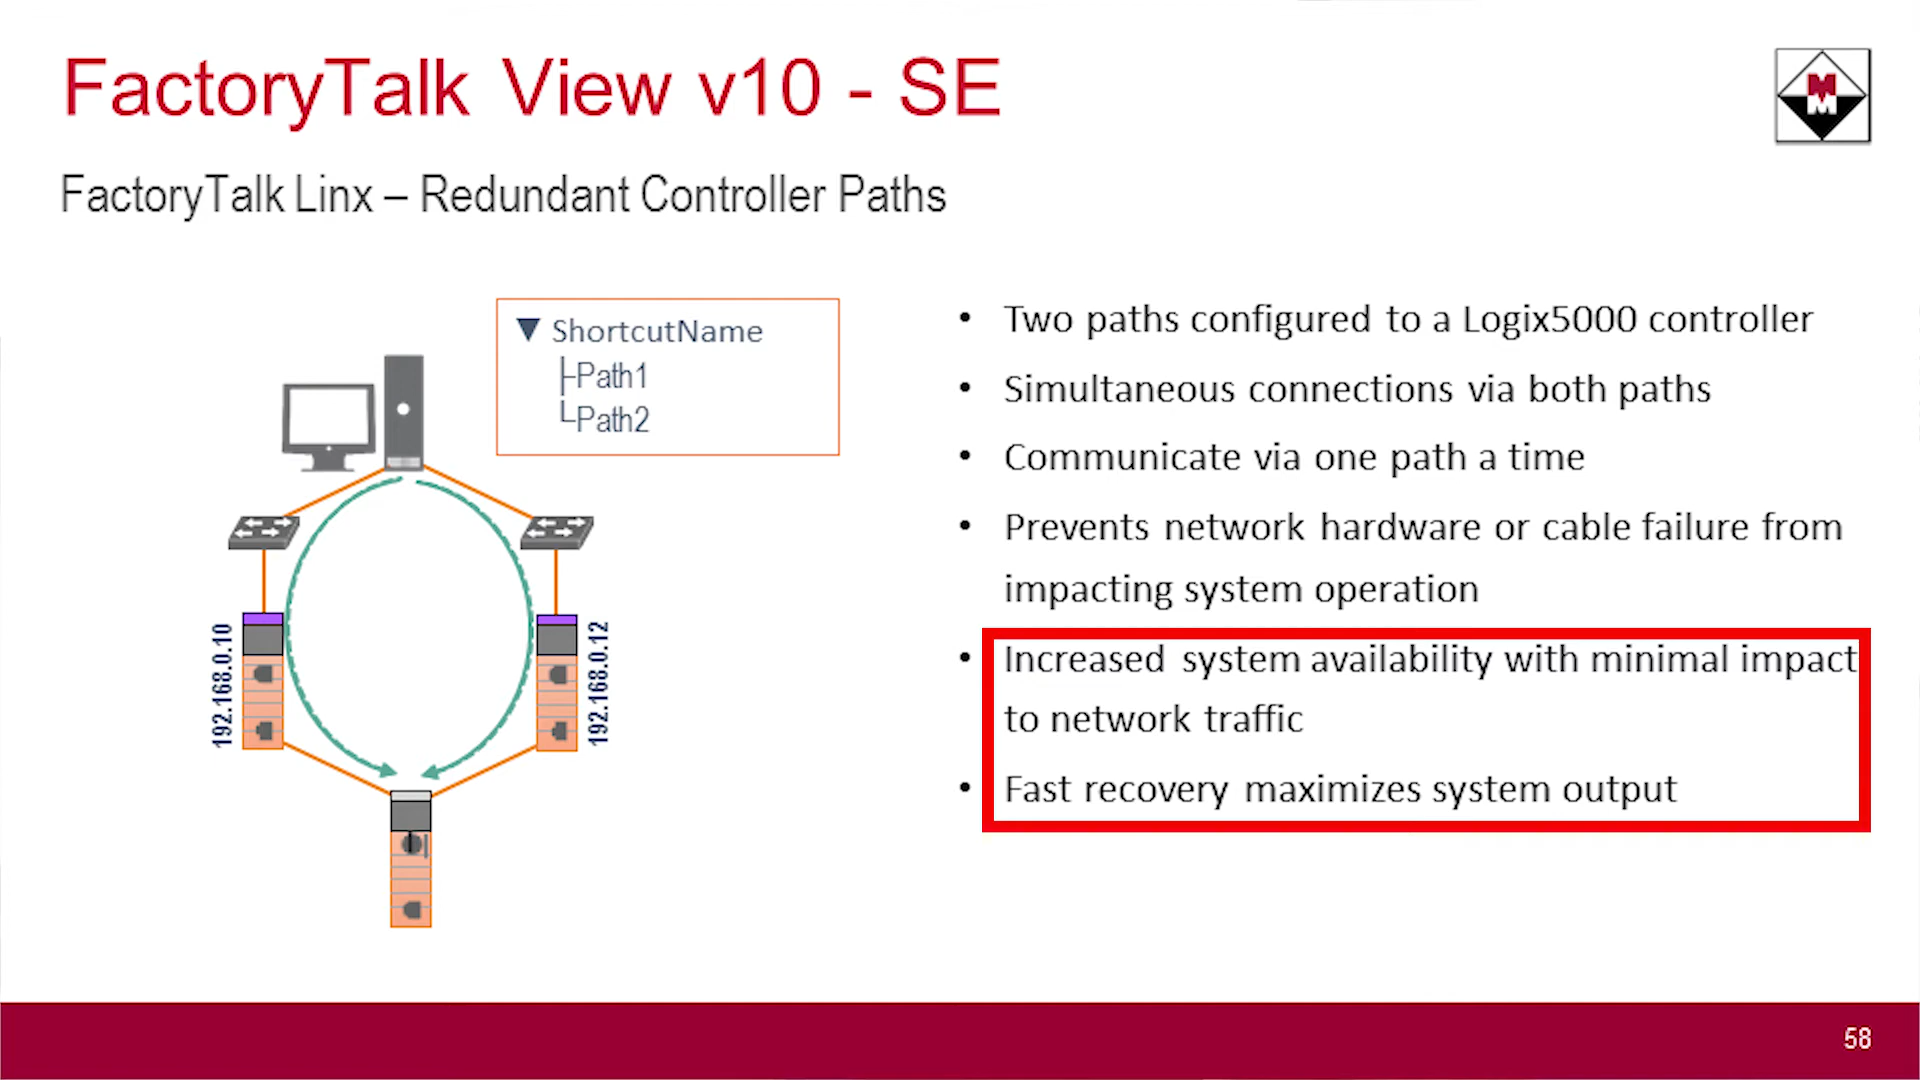 FactoryTalk View v10 - SE
M
M
FactoryTalk Linx – Redundant Controller Paths
▼ ShortcutName
Path1
Path2
192.168.0.10
192.168.0.12
• Two paths configured to a Logix5000 controller
• Simultaneous connections via both paths
• Communicate via one path a time
• Prevents network hardware or cable failure from
impacting system operation
• Increased system availability with minimal impact
to network traffic
• Fast recovery maximizes system output
58